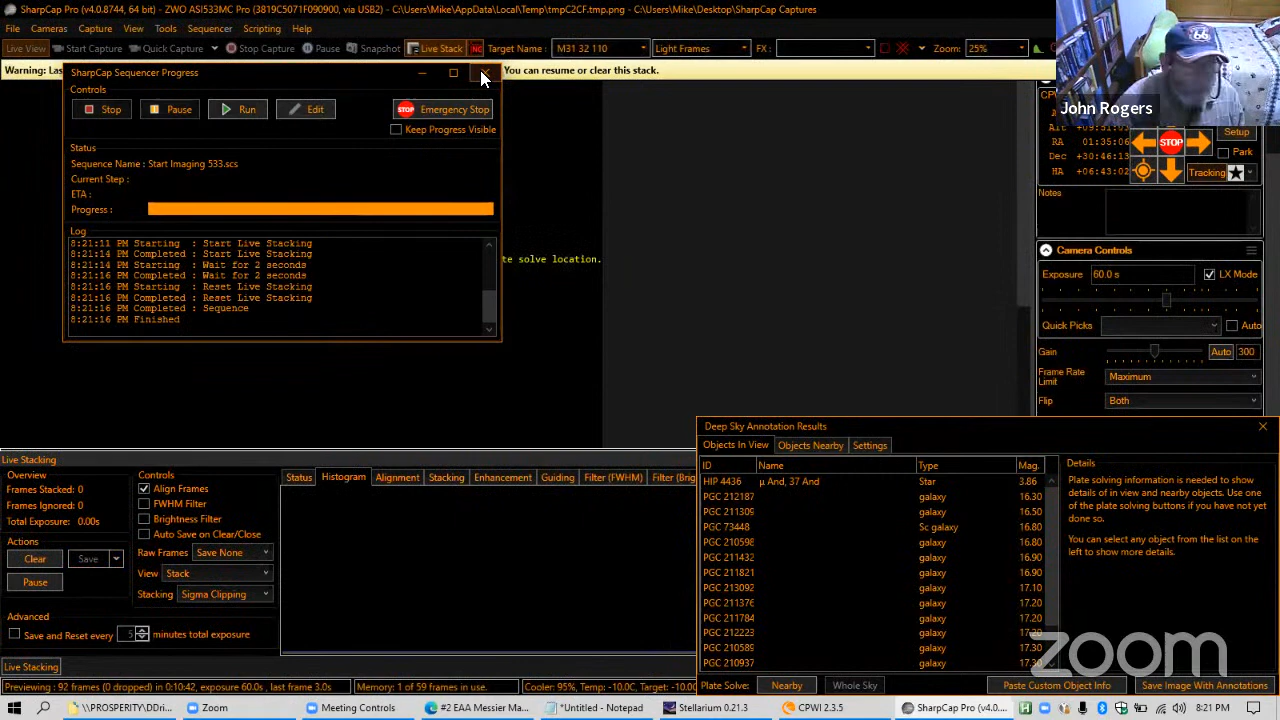 SharpCap Pro (v4.0.8744, 64 bit) - ZWO ASI533MC Pro (3819C5071F090900, via USB2) - C:\Users\Mike\AppData\Local\Temp\tmpC2CF.tmp.png - C:\Users\Mike\Desktop\SharpCap Captures
File Cameras Capture View Tools Sequencer Scripting Help
Live View Start Capture Quick Capture Stop Capture Pause Snapshot Live Stack NC Target Name : M31 32 110 Light Frames FX : Zoom: 25%
Warning: Las You can resume or clear this stack.
SharpCap Sequencer Progress
Controls
Stop Pause Run Edit STOP Emergency Stop
Keep Progress Visible
Status
Sequence Name : Start Imaging 533.scs
Current Step :
ETA :
Progress :
Log
8:21:11 PM Starting : Start Live Stacking
8:21:14 PM Completed : Start Live Stacking
8:21:14 PM Starting : Wait for 2 seconds
8:21:16 PM Completed : Wait for 2 seconds
8:21:16 PM Starting : Reset Live Stacking
8:21:16 PM Completed : Reset Live Stacking
8:21:16 PM Completed : Sequence
8:21:16 PM Finished
te solve location.
66
John Rogers
RA 01:35:06
Dec +30:46:13
HA +06:43:02
STOP
Setup
Park
Tracking
Notes
Camera Controls
Exposure 60.0 s LX Mode
Quick Picks Auto
Gain Auto 300
Frame Rate Limit Maximum
Flip Both
Live Stacking
Overview
Frames Stacked: 0
Frames Ignored: 0
Total Exposure: 0.00s
Actions
Clear Save
Pause
Advanced
Save and Reset every 5 minutes total exposure
Controls
Align Frames
FWHM Filter
Brightness Filter
Auto Save on Clear/Close
Raw Frames Save None
View Stack
Stacking Sigma Clipping
Status Histogram Alignment Stacking Enhancement Guiding Filter (FWHM) Filter (Brig
Deep Sky Annotation Results
Objects In View Objects Nearby Settings
ID Name Type Mag.
HIP 4436 μ And, 37 And Star 3.86
PGC 212187 galaxy 16.30
PGC 211309 galaxy 16.50
PGC 73448 Sc galaxy 16.80
PGC 210598 galaxy 16.80
PGC 211432 galaxy 16.90
PGC 211821 galaxy 16.90
PGC 213092 galaxy 17.10
PGC 211376 galaxy 17.20
PGC 211784 galaxy 17.20
PGC 212223 galaxy 17.20
PGC 210589 galaxy 17.30
PGC 210937 galaxy 17.30
Details
Plate solving information is needed to show details of in view and nearby objects. Use one of the plate solving buttons if you have not yet done so.
You can select any object from the list on the left to show more details.
Plate Solve: Nearby Whole Sky Paste Custom Object Info Save Image With Annotations
zoom
Live Stacking
Previewing : 92 frames (0 dropped) in 0:10:42, exposure 60.0s , last frame 3.0s Memory: 1 of 59 frames in use. Cooler: 95%, Temp: -10.0C, Target: -10.0
\\PROSPERITY\DDri... Zoom Meeting Controls #2 EAA Messier M... *Untitled - Notepad Stellarium 0.21.3 CPWI 2.3.3 SharpCap Pro (v4.0... 8:21 PM